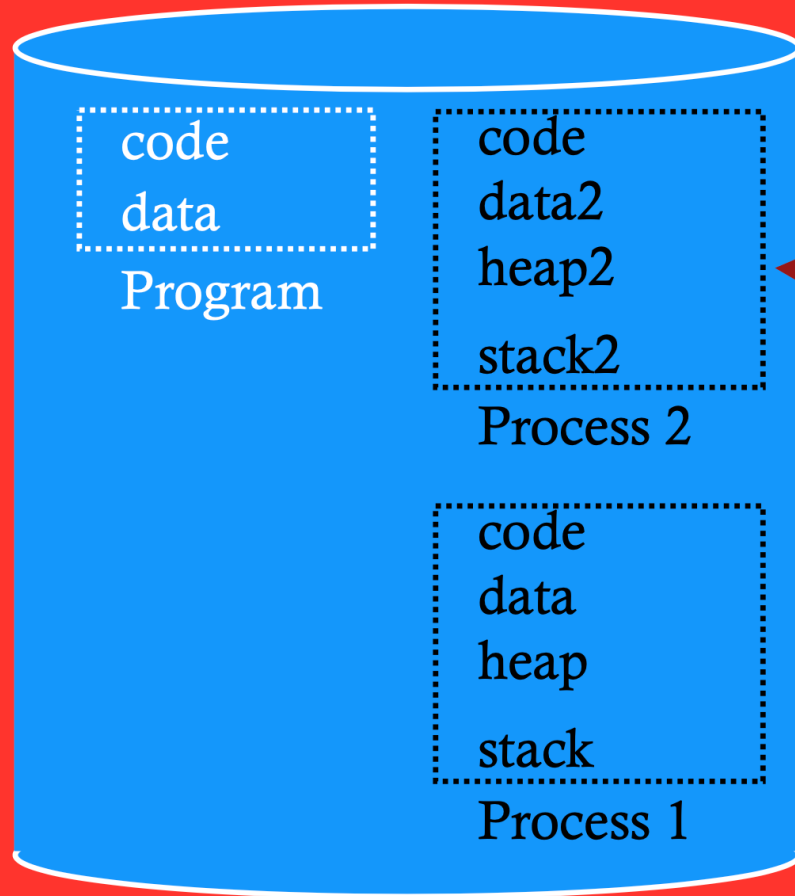 code
data
Program
code
data2
heap2
stack2
Process 2
code
data
heap
stack
Process 1